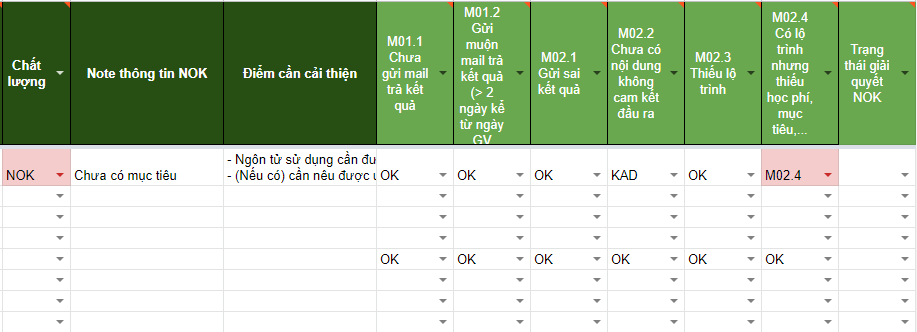 Chất
lượng
Note thông tin NOK
Điểm cần cải thiện
M01.1
Chưa
gửi mail
trả kết
quả
M01.2
Gửi
muộn
mail trả
kết quả
(> 2
ngày kể
từ ngày
GV
M02.1
Gửi sai
kết quả
M02.2
Chưa có
nội dung
không
cam kết
đầu ra
M02.3
Thiếu lộ
trình
M02.4
Có lộ
trình
nhưng
thiếu
học phí,
mục
tiêu,...
Trạng
thái giải
quyết
NOK
NOK
Chưa có mục tiêu
- Ngôn từ sử dụng cần đư
- (Nếu có) cần nêu được ư
OK
OK
OK
KAD
OK
M02.4
OK
OK
OK
OK
OK
OK